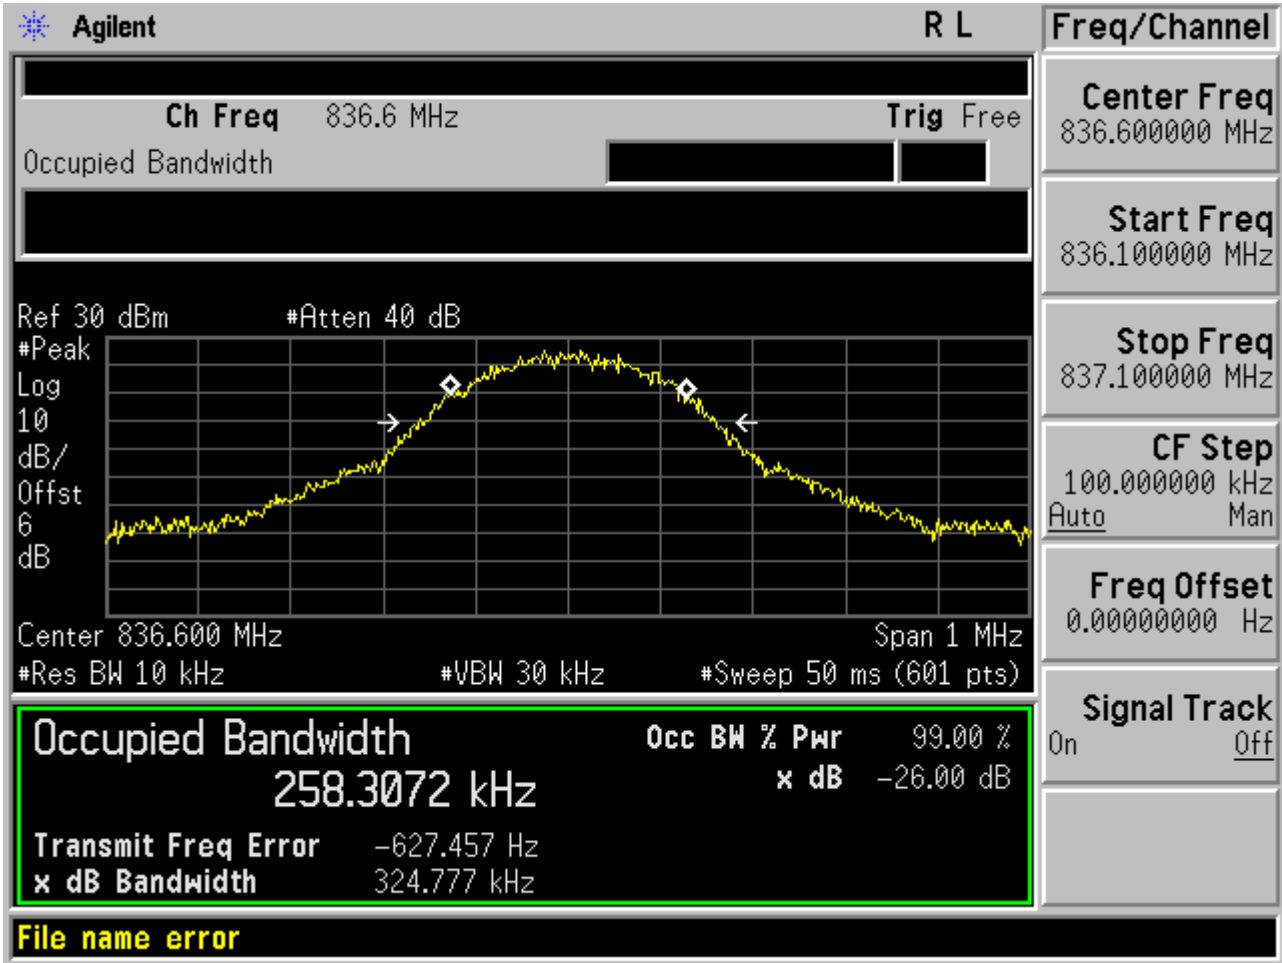 Agilent R L Freq/Channel
Ch Freq 836.6 MHz Trig Free
Occupied Bandwidth
Center Freq
836.600000 MHz
Start Freq
836.100000 MHz
Stop Freq
837.100000 MHz
CF Step
100.000000 kHz
Auto Man
Freq Offset
0.00000000 Hz
Signal Track
On Off
Ref 30 dBm #Atten 40 dB
#Peak
Log
10
dB/
Offst
6
dB
Center 836.600 MHz Span 1 MHz
#Res BW 10 kHz #VBW 30 kHz #Sweep 50 ms (601 pts)
Occupied Bandwidth Occ BW % Pwr 99.00 %
258.3072 kHz x dB -26.00 dB
Transmit Freq Error -627.457 Hz
x dB Bandwidth 324.777 kHz
File name error